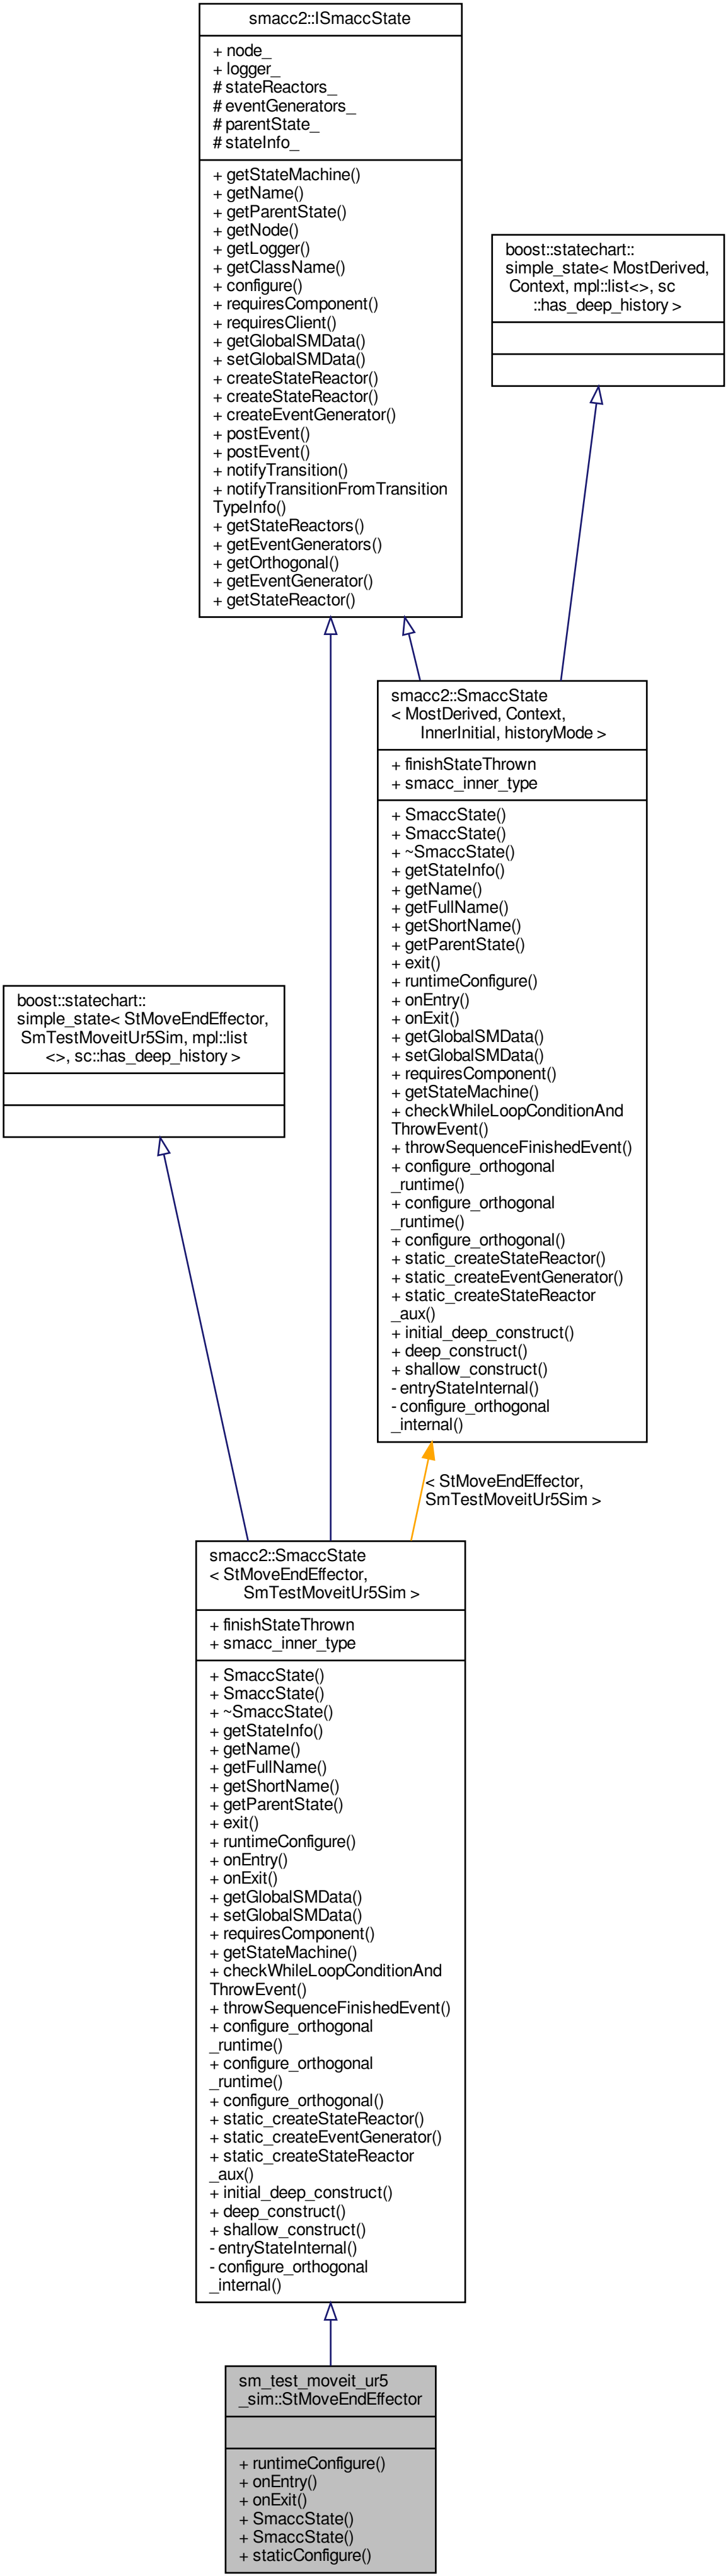 smacc2::ISmaccState
+ node_
+ logger_
# stateReactors_
# eventGenerators_
# parentState_
# stateInfo_
+ getStateMachine()
+ getName()
+ getParentState()
+ getNode()
+ getLogger()
+ getClassName()
+ configure()
+ requiresComponent()
+ requiresClient()
+ getGlobalSMData()
+ setGlobalSMData()
+ createStateReactor()
+ createStateReactor()
+ createEventGenerator()
+ postEvent()
+ postEvent()
+ notifyTransition()
+ notifyTransitionFromTransition
TypeInfo()
+ getStateReactors()
+ getEventGenerators()
+ getOrthogonal()
+ getEventGenerator()
+ getStateReactor()
boost::statechart::
simple_state< MostDerived,
Context, mpl::list<>, sc
::has_deep_history >
smacc2::SmaccState
< MostDerived, Context,
InnerInitial, historyMode >
+ finishStateThrown
+ smacc_inner_type
+ SmaccState()
+ SmaccState()
+ ~SmaccState()
+ getStateInfo()
+ getName()
+ getFullName()
+ getShortName()
+ getParentState()
+ exit()
+ runtimeConfigure()
+ onEntry()
+ onExit()
+ getGlobalSMData()
+ setGlobalSMData()
+ requiresComponent()
+ getStateMachine()
+ checkWhileLoopConditionAnd
ThrowEvent()
+ throwSequenceFinishedEvent()
+ configure_orthogonal
_runtime()
+ configure_orthogonal
_runtime()
+ configure_orthogonal()
+ static_createStateReactor()
+ static_createEventGenerator()
+ static_createStateReactor
_aux()
+ initial_deep_construct()
+ deep_construct()
+ shallow_construct()
- entryStateInternal()
- configure_orthogonal
_internal()
boost::statechart::
simple_state< StMoveEndEffector,
SmTestMoveitUr5Sim, mpl::list
<>, sc::has_deep_history >
< StMoveEndEffector,
SmTestMoveitUr5Sim >
smacc2::SmaccState
< StMoveEndEffector,
SmTestMoveitUr5Sim >
+ finishStateThrown
+ smacc_inner_type
+ SmaccState()
+ SmaccState()
+ ~SmaccState()
+ getStateInfo()
+ getName()
+ getFullName()
+ getShortName()
+ getParentState()
+ exit()
+ runtimeConfigure()
+ onEntry()
+ onExit()
+ getGlobalSMData()
+ setGlobalSMData()
+ requiresComponent()
+ getStateMachine()
+ checkWhileLoopConditionAnd
ThrowEvent()
+ throwSequenceFinishedEvent()
+ configure_orthogonal
_runtime()
+ configure_orthogonal
_runtime()
+ configure_orthogonal()
+ static_createStateReactor()
+ static_createEventGenerator()
+ static_createStateReactor
_aux()
+ initial_deep_construct()
+ deep_construct()
+ shallow_construct()
- entryStateInternal()
- configure_orthogonal
_internal()
sm_test_moveit_ur5
_sim::StMoveEndEffector
+ runtimeConfigure()
+ onEntry()
+ onExit()
+ SmaccState()
+ SmaccState()
+ staticConfigure()